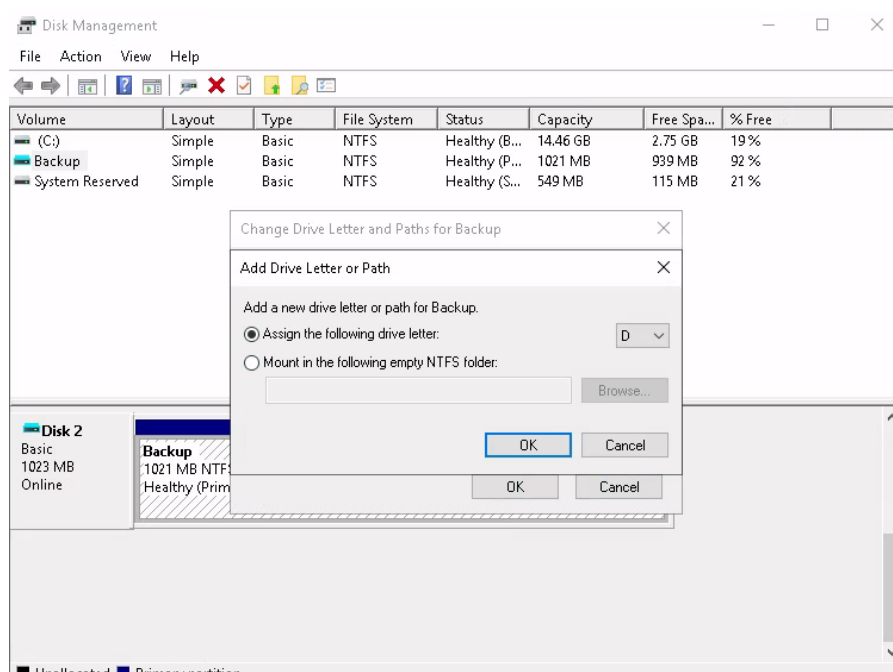 Disk Management
File Action View Help
Volume Layout Type File System Status Capacity Free Spa... % Free
(C:) Simple Basic NTFS Healthy (B... 14.46 GB 2.75 GB 19 %
Backup Simple Basic NTFS Healthy (P... 1021 MB 939 MB 92 %
System Reserved Simple Basic NTFS Healthy (S... 549 MB 115 MB 21 %
Change Drive Letter and Paths for Backup
Add Drive Letter or Path
Add a new drive letter or path for Backup.
Assign the following drive letter: D
Mount in the following empty NTFS folder:
Browse...
OK Cancel
OK Cancel
Disk 2
Basic
1023 MB
Online
Backup
1021 MB NTFS
Healthy (Prim
Unallocated Primary partition